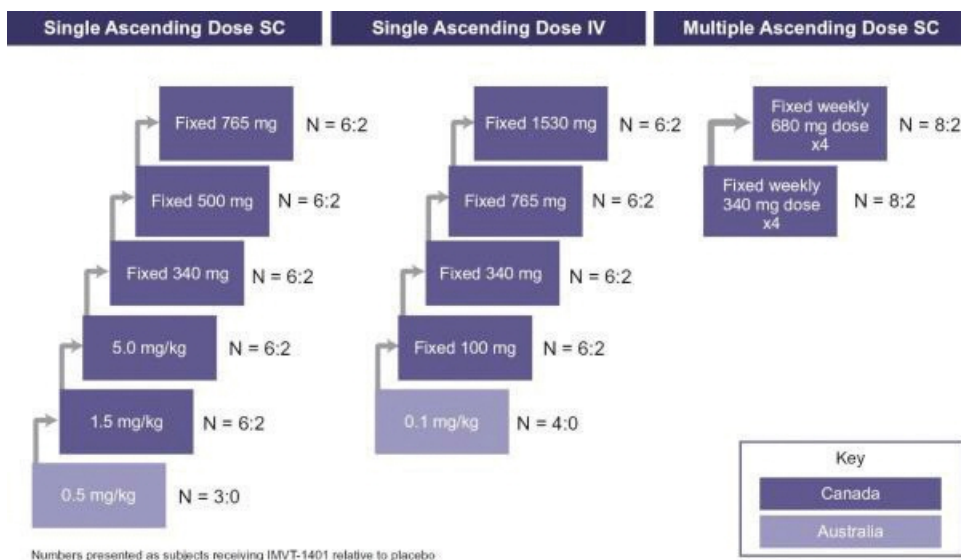 Single Ascending Dose SC
Single Ascending Dose IV
Multiple Ascending Dose SC
Fixed 765 mg
N = 6:2
Fixed 500 mg
N = 6:2
Fixed 340 mg
N = 6:2
5.0 mg/kg
N = 6:2
1.5 mg/kg
N = 6:2
0.5 mg/kg
N = 3:0
Fixed 1530 mg
N = 6:2
Fixed 765 mg
N = 6:2
Fixed 340 mg
N = 6:2
Fixed 100 mg
N = 6:2
0.1 mg/kg
N = 4:0
Fixed weekly
680 mg dose
x4
N = 8:2
Fixed weekly
340 mg dose
x4
N = 8:2
Key
Canada
Australia
Numbers presented as subjects receiving IMVT-1401 relative to placebo